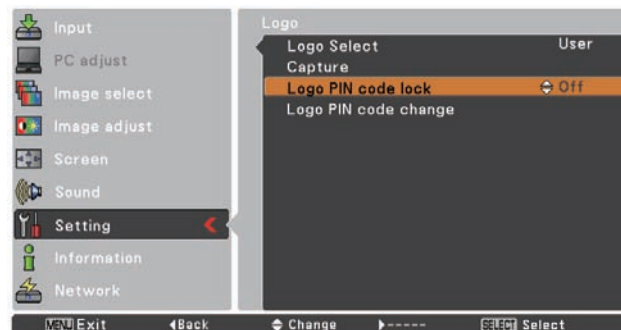 Input
PC adjust
Image select
Image adjust
Screen
Sound
Setting
Information
Network
Logo
Logo Select User
Capture
Logo PIN code lock Off
Logo PIN code change
MENU Exit Back Change ----- SELECT Select